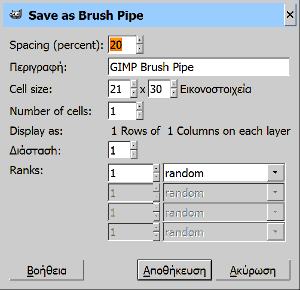 Save as Brush Pipe
Spacing (percent): 20
Περιγραφή: GIMP Brush Pipe
Cell size: 21 x 30 Εικονοστοιχεία
Number of cells: 1
Display as: 1 Rows of 1 Columns on each layer
Διάσταση: 1
Ranks: 1 random
1 random
1 random
1 random
Βοήθεια Αποθήκευση Ακύρωση